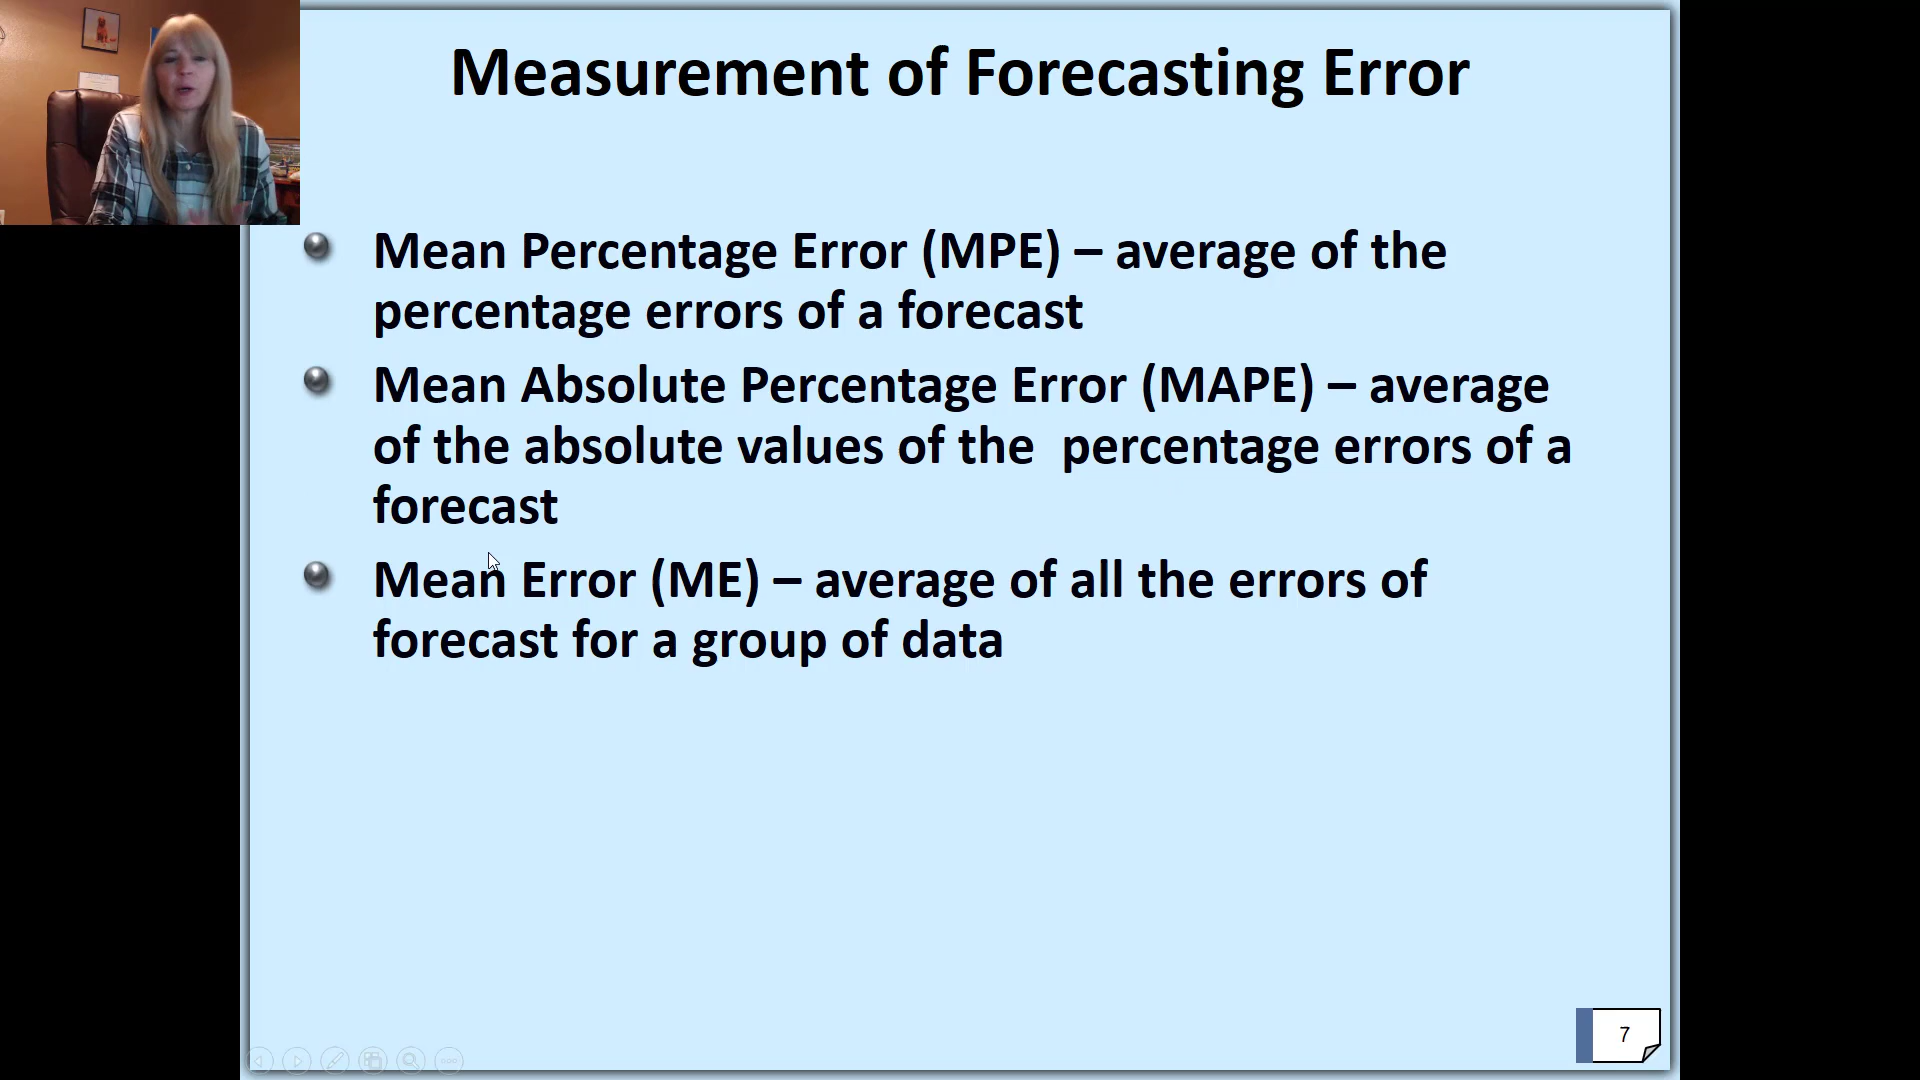 Measurement of Forecasting Error
Mean Percentage Error (MPE) – average of the
percentage errors of a forecast
Mean Absolute Percentage Error (MAPE) – average
of the absolute values of the  percentage errors of a
forecast
Mean Error (ME) – average of all the errors of
forecast for a group of data
7